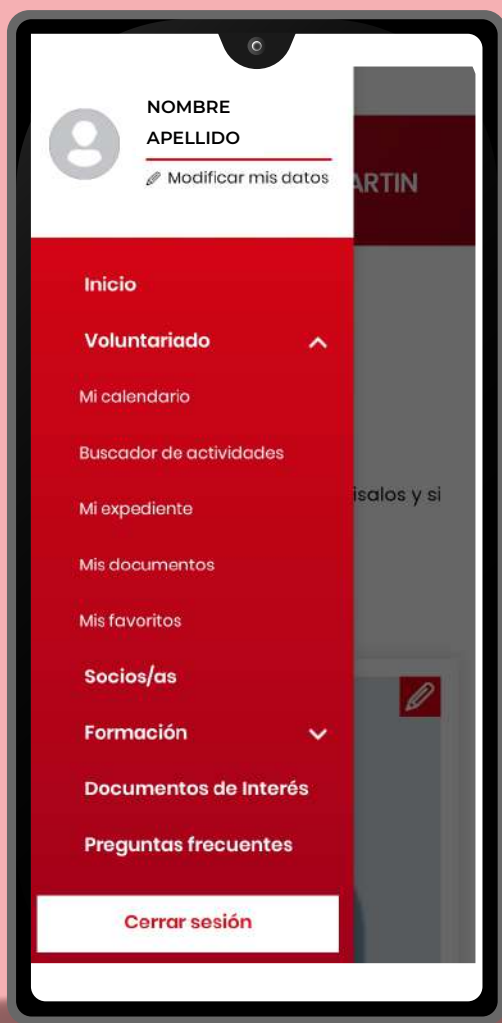 NOMBRE
APELLIDO
Modificar mis datos
ARTIN
Inicio
Voluntariado
Mi calendario
Buscador de actividades
isalos y si
Mi expediente
Mis documentos
Mis favoritos
Socios/as
Formación
Documentos de Interés
Preguntas frecuentes
Cerrar sesión